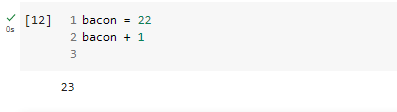 [12] 1 bacon = 22
0s 2 bacon + 1
3
23